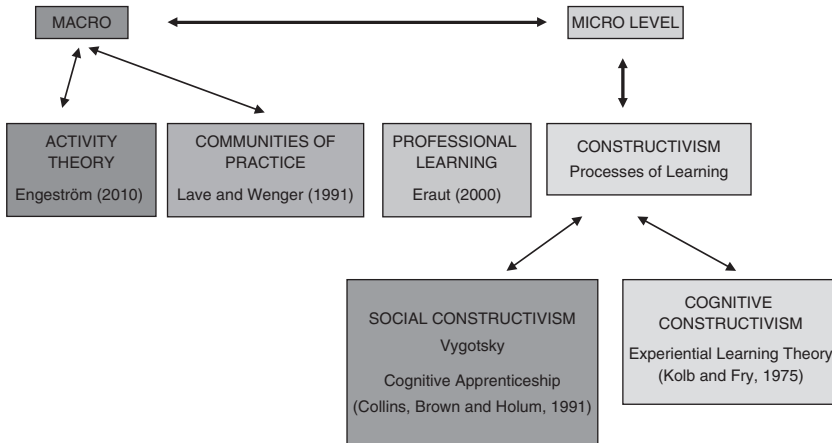 MACRO
MICRO LEVEL
ACTIVITY
THEORY
Engeström (2010)
COMMUNITIES OF
PRACTICE
Lave and Wenger (1991)
PROFESSIONAL
LEARNING
Eraut (2000)
CONSTRUCTIVISM
Processes of Learning
SOCIAL CONSTRUCTIVISM
Vygotsky
Cognitive Apprenticeship
(Collins, Brown and Holum, 1991)
COGNITIVE
CONSTRUCTIVISM
Experiential Learning Theory
(Kolb and Fry, 1975)